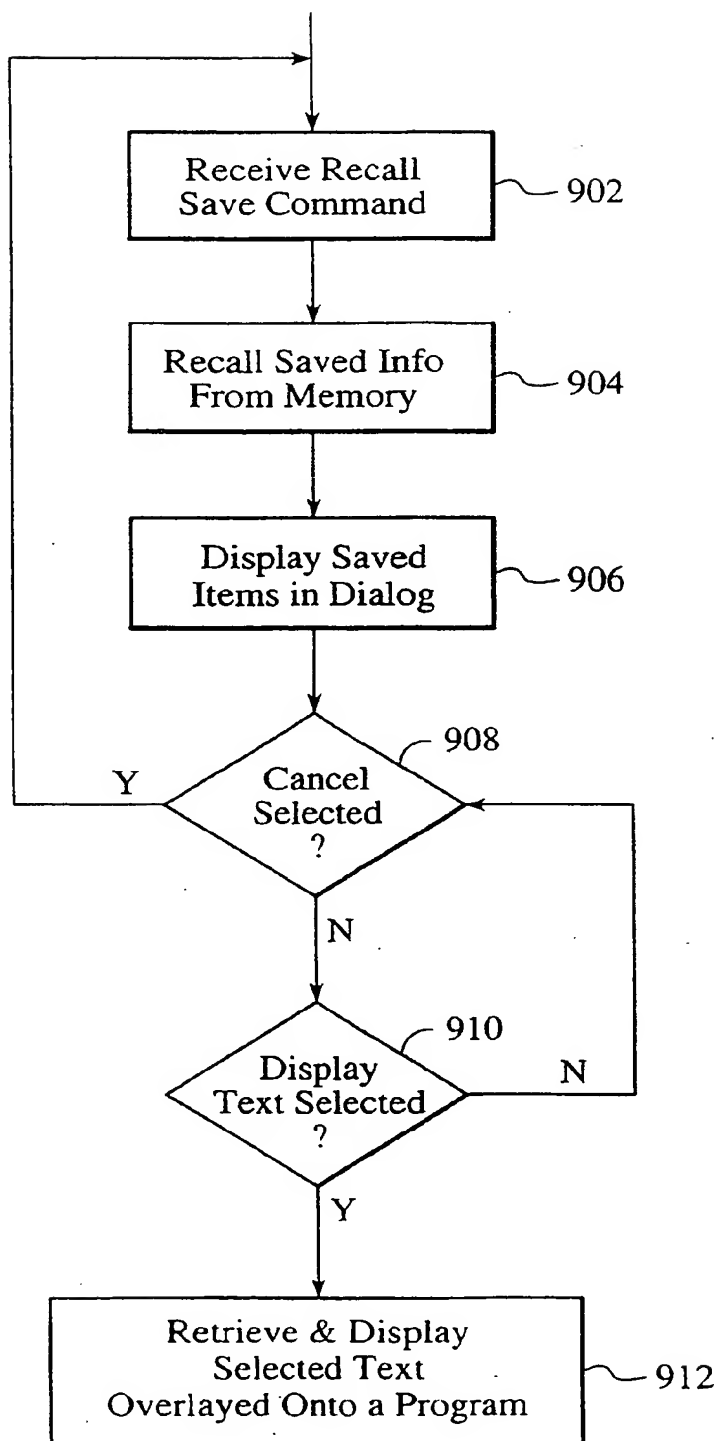 Receive Recall
Save Command
902
Recall Saved Info
From Memory
904
Display Saved
Items in Dialog
906
908
Cancel
Selected
?
Y
N
910
Display
Text Selected
?
N
Y
Retrieve & Display
Selected Text
Overlayed Onto a Program
912